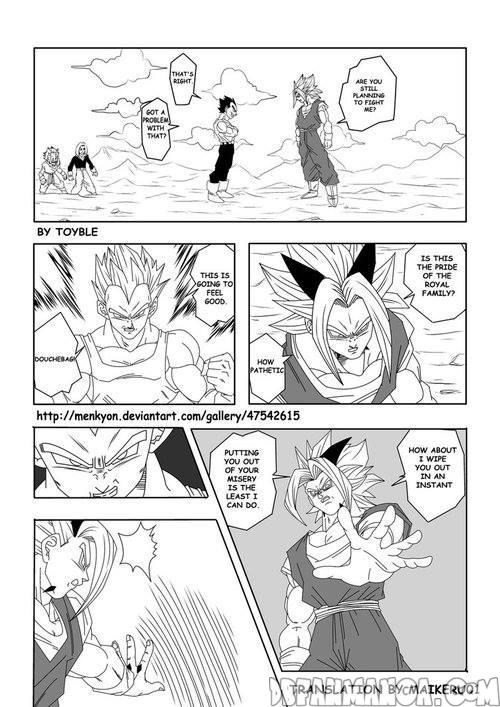 THAT'S
RIGHT.
GOT A
PROBLEM
WITH
THAT?
ARE YOU
STILL
PLANNING
TO FIGHT
ME?
BY TOYBLE
THIS IS
GOING TO
FEEL
GOOD.
DOUCHEBAG!
IS THIS
THE PRIDE
OF THE
ROYAL
FAMILY?
HOW
PATHETIC
http://menkyon.deviantart.com/gallery/47542615
PUTTING
YOU OUT
OF YOUR
MISERY
IS THE
LEAST I
CAN DO.
HOW ABOUT
I WIPE
YOU OUT
IN AN
INSTANT
TRANSLATION BY: MAIKERUQ1
DBFANMANGA.COM